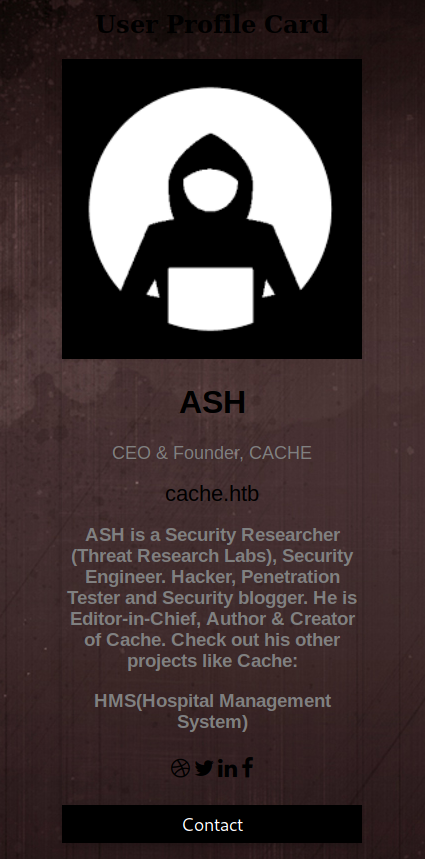 User Profile Card
ASH
CEO & Founder, CACHE
cache.htb
ASH is a Security Researcher
(Threat Research Labs), Security
Engineer. Hacker, Penetration
Tester and Security blogger. He is
Editor-in-Chief, Author & Creator
of Cache. Check out his other
projects like Cache:
HMS(Hospital Management
System)
Contact